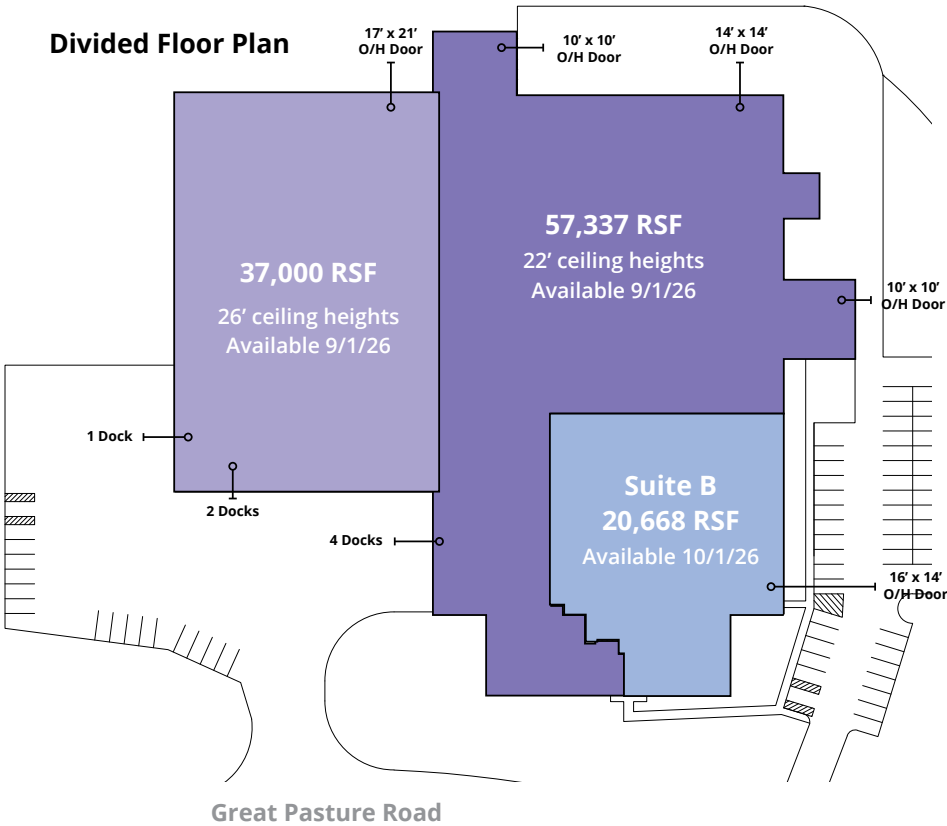 Divided Floor Plan
17’ x 21’
O/H Door
10’ x 10’
O/H Door
14’ x 14’
O/H Door
57,337 RSF
22’ ceiling heights
Available 9/1/26
37,000 RSF
26’ ceiling heights
Available 9/1/26
10’ x 10’
O/H Door
1 Dock
2 Docks
4 Docks
Suite B
20,668 RSF
Available 10/1/26
16’ x 14’
O/H Door
Great Pasture Road